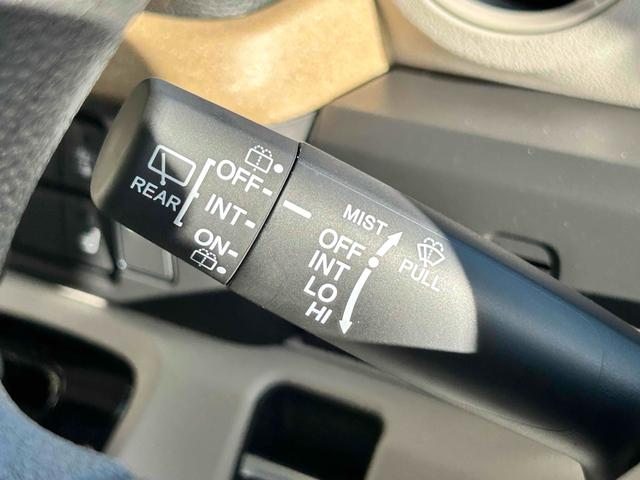 REAR
OFF
INT
ON
MIST
OFF
INT
LO
HI
PULL